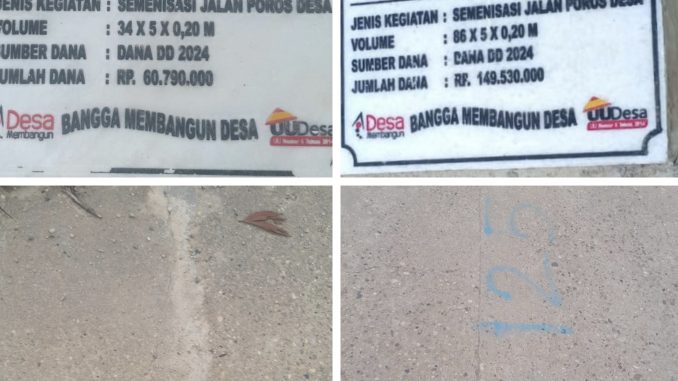 JENIS KEGIATAN : SEMENISASI JALAN POROS DESA
VOLUME : 34 X 5 X 0,20 M
SUMBER DANA : DANA DD 2024
JUMLAH DANA : RP. 60.790.000
Desa Membangun
BANGGA MEMBANGUN DESA
UUDesa
JENIS KEGIATAN : SEMENISASI JALAN POROS DESA
VOLUME : 86 X 5 X 0,20 M
SUMBER DANA : DANA DD 2024
JUMLAH DANA : RP. 149.530.000
Desa Membangun
BANGGA MEMBANGUN DESA
UUDesa